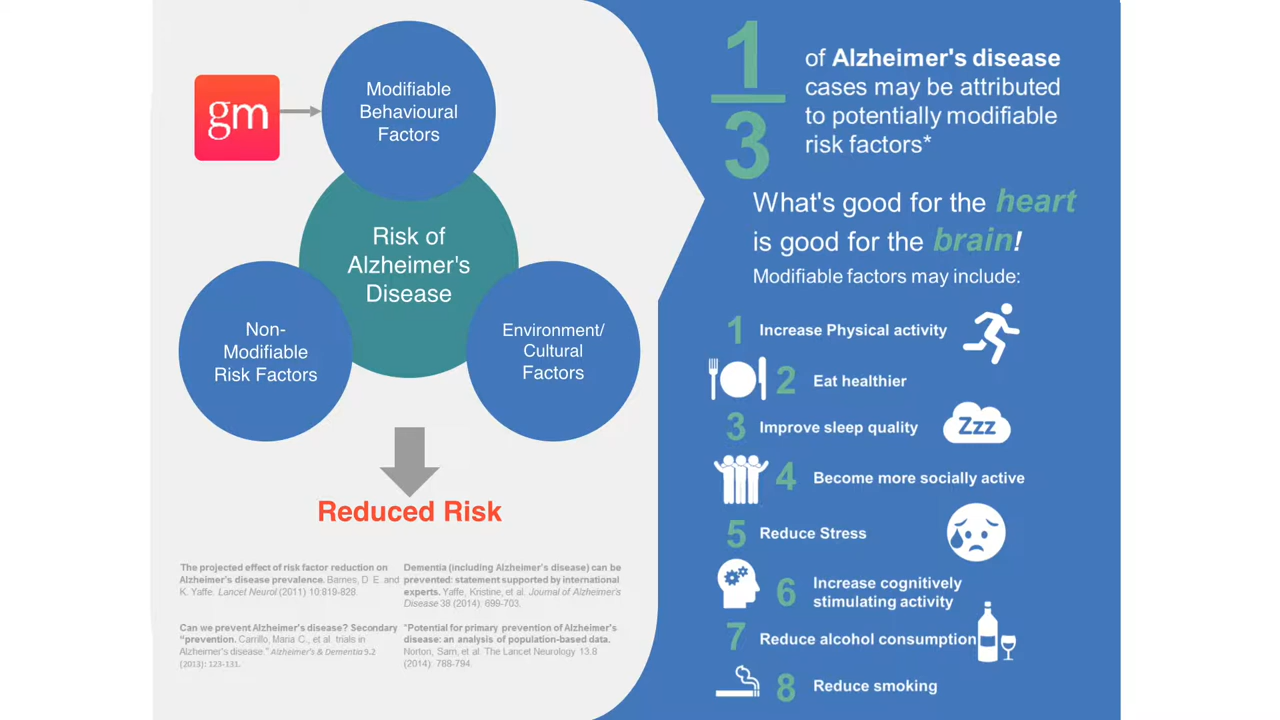 gm
Modifiable
Behavioural
Factors
Risk of
Alzheimer's
Disease
Non-
Modifiable
Risk Factors
Environment/
Cultural
Factors
Reduced Risk
The projected effect of risk factor reduction on
Alzheimer's disease prevalence. Barnes, D. E. and
K. Yaffe. Lancet Neurol (2011) 10:819-828.
Dementia (including Alzheimer's disease) can be
prevented: statement supported by international
experts. Yaffe, Kristine, et al. Journal of Alzheimer's
Disease 38 (2014): 699-703.
Can we prevent Alzheimer's disease? Secondary
"prevention. Carrillo, Maria C., et al. trials in
Alzheimer's disease." Alzheimer's & Dementia 9.2
(2013): 123-131.
"Potential for primary prevention of Alzheimer's
disease: an analysis of population-based data.
Norton, Sam, et al. The Lancet Neurology 13.8
(2014): 788-794.
1
3
of Alzheimer's disease
cases may be attributed
to potentially modifiable
risk factors*
What's good for the heart
is good for the brain!
Modifiable factors may include:
1 Increase Physical activity
2 Eat healthier
3 Improve sleep quality
Zzz
4 Become more socially active
5 Reduce Stress
6 Increase cognitively
stimulating activity
7 Reduce alcohol consumption
8 Reduce smoking